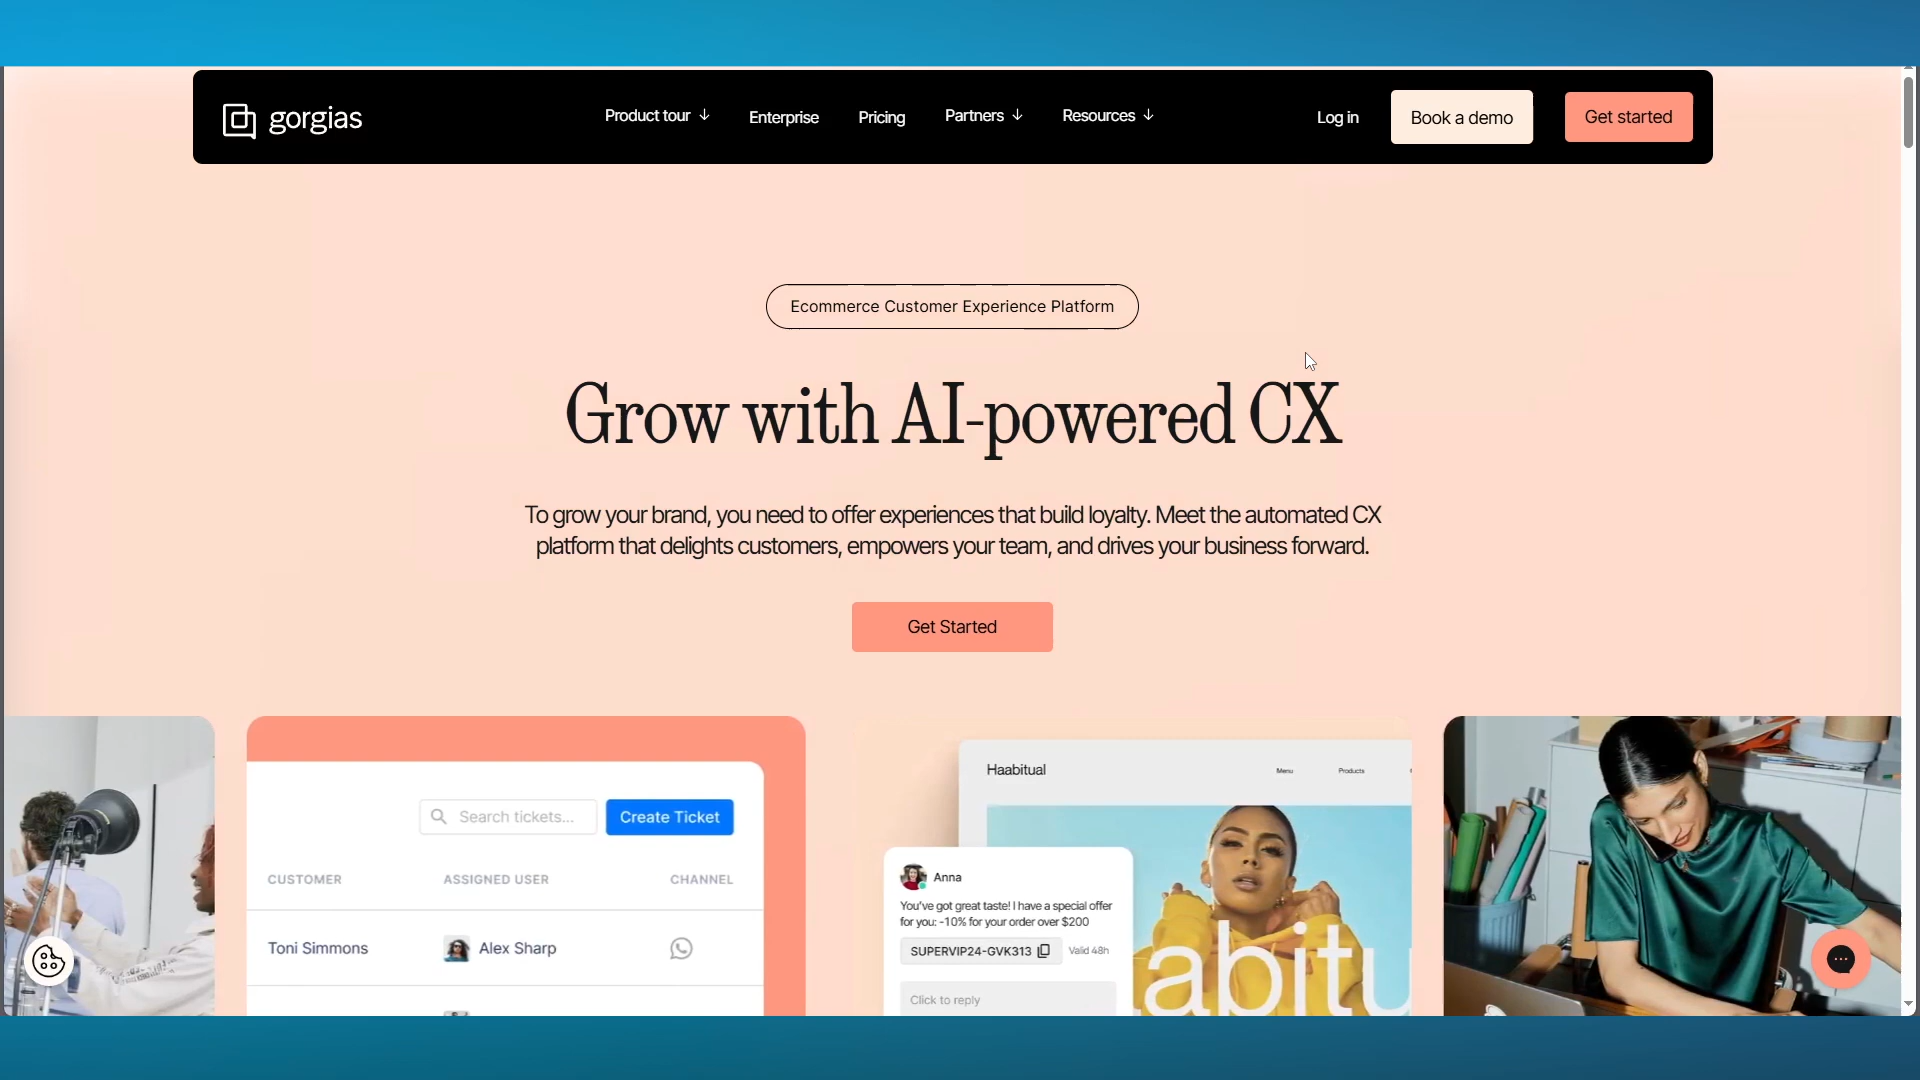 gorgias
Product tour
Enterprise
Pricing
Partners
Resources
Log in
Book a demo
Get started
Ecommerce Customer Experience Platform
Grow with AI-powered CX
To grow your brand, you need to offer experiences that build loyalty. Meet the automated CX
platform that delights customers, empowers your team, and drives your business forward.
Get Started
Search tickets...
Create Ticket
CUSTOMER
ASSIGNED USER
CHANNEL
Toni Simmons
Alex Sharp
Haabitual
Menu
Products
Anna
You've got great taste! I have a special offer
for you: -10% for your order over $200
SUPERVIP24-GVK313
Valid 48h
Click to reply
abitu